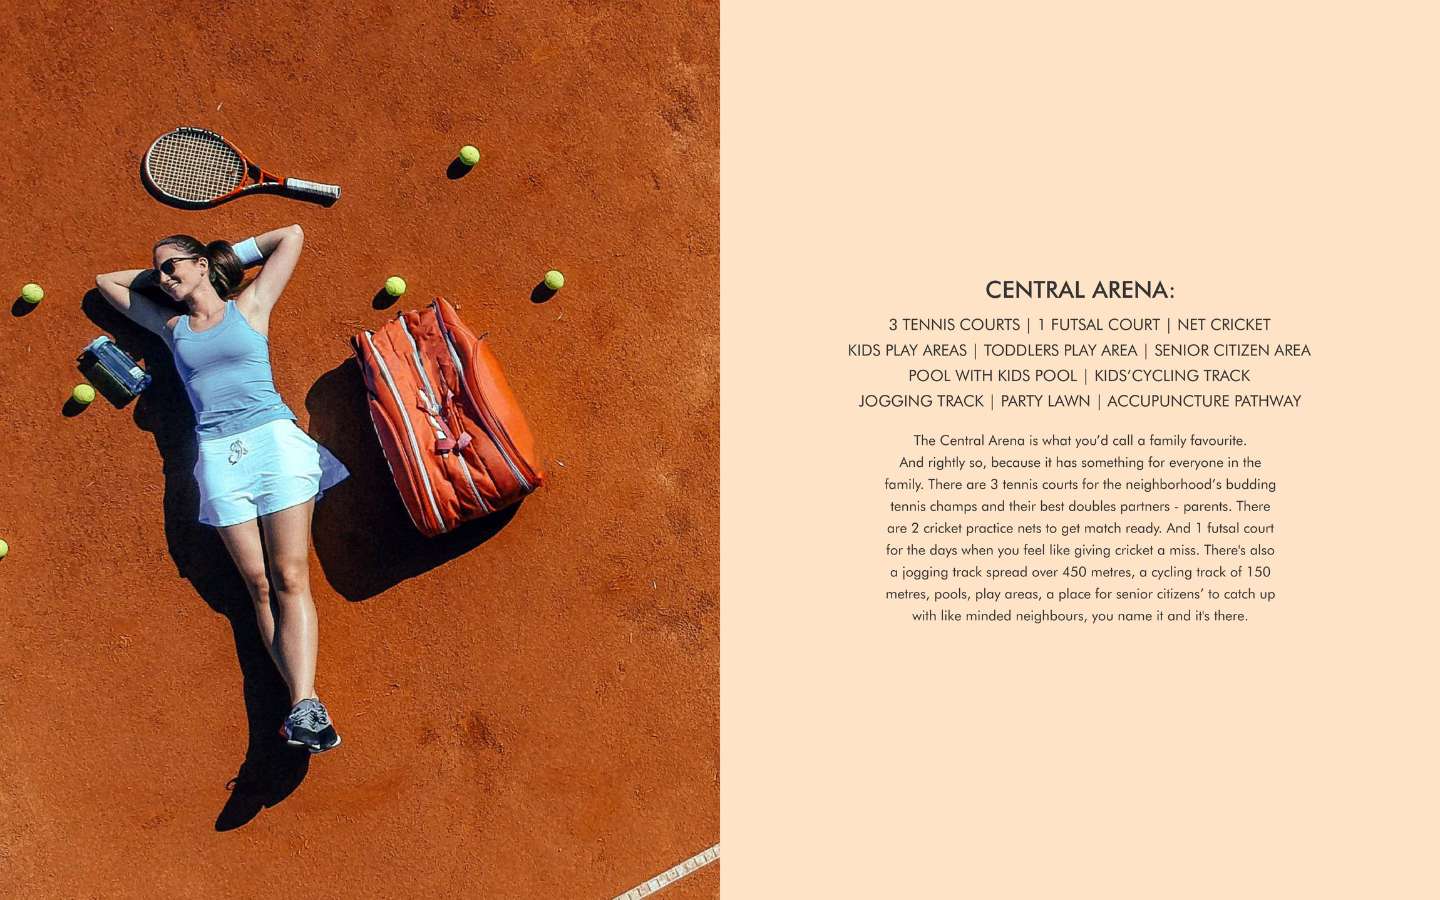 CENTRAL ARENA:
3 TENNIS COURTS | 1 FUTSAL COURT | NET CRICKET
KIDS PLAY AREAS | TODDLERS PLAY AREA | SENIOR CITIZEN AREA
POOL WITH KIDS POOL | KIDS'CYCLING TRACK
JOGGING TRACK | PARTY LAWN | ACCUPUNCTURE PATHWAY
The Central Arena is what you'd call a family favourite.
And rightly so, because it has something for everyone in the
family. There are 3 tennis courts for the neighborhood's budding
tennis champs and their best doubles partners - parents. There
are 2 cricket practice nets to get match ready. And 1 futsal court
for the days when you feel like giving cricket a miss. There's also
a jogging track spread over 450 metres, a cycling track of 150
metres, pools, play areas, a place for senior citizens' to catch up
with like minded neighbours, you name it and it's there.